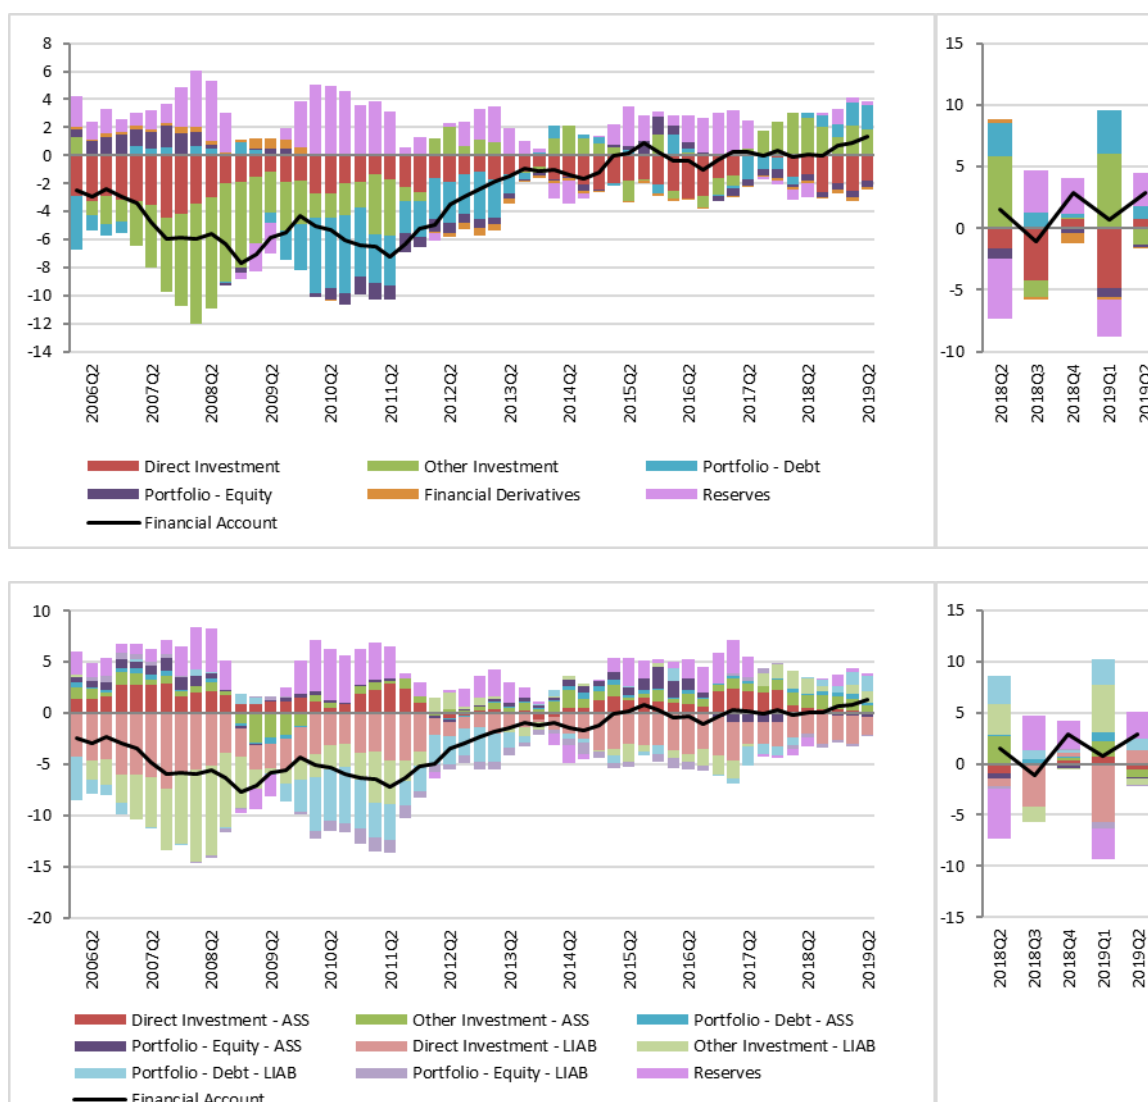 8
6
4
2
0
-2
-4
-6
-8
-10
-12
-14
2006Q2
2007Q2
2008Q2
2009Q2
2010Q2
2011Q2
2012Q2
2013Q2
2014Q2
2015Q2
2016Q2
2017Q2
2018Q2
2019Q2
Direct Investment Other Investment Portfolio - Debt
Portfolio - Equity Financial Derivatives Reserves
Financial Account
15
10
5
0
-5
-10
2018Q2
2018Q3
2018Q4
2019Q1
2019Q2
10
5
0
-5
-10
-15
-20
2006Q2
2007Q2
2008Q2
2009Q2
2010Q2
2011Q2
2012Q2
2013Q2
2014Q2
2015Q2
2016Q2
2017Q2
2018Q2
2019Q2
Direct Investment - ASS Other Investment - ASS Portfolio - Debt - ASS
Portfolio - Equity - ASS Direct Investment - LIAB Other Investment - LIAB
Portfolio - Debt - LIAB Portfolio - Equity - LIAB Reserves
Financial Account
15
10
5
0
-5
-10
-15
2018Q2
2018Q3
2018Q4
2019Q1
2019Q2